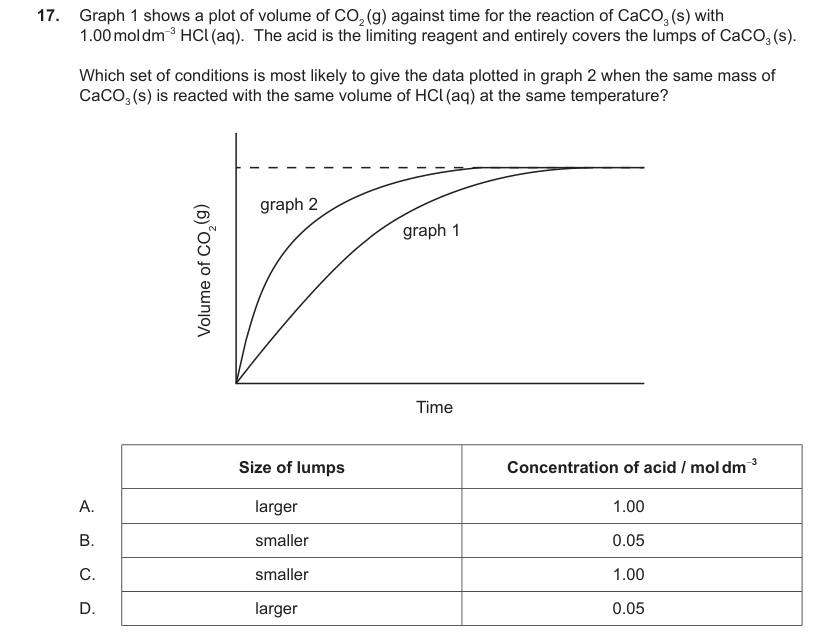 17. Graph 1 shows a plot of volume of CO₂ (g) against time for the reaction of CaCO₃ (s) with
1.00 mol dm⁻³ HCl (aq). The acid is the limiting reagent and entirely covers the lumps of CaCO₃ (s).
Which set of conditions is most likely to give the data plotted in graph 2 when the same mass of
CaCO₃ (s) is reacted with the same volume of HCl (aq) at the same temperature?
Volume of CO₂ (g)
graph 2
graph 1
Time
Size of lumps Concentration of acid / mol dm⁻³
A. larger 1.00
B. smaller 0.05
C. smaller 1.00
D. larger 0.05